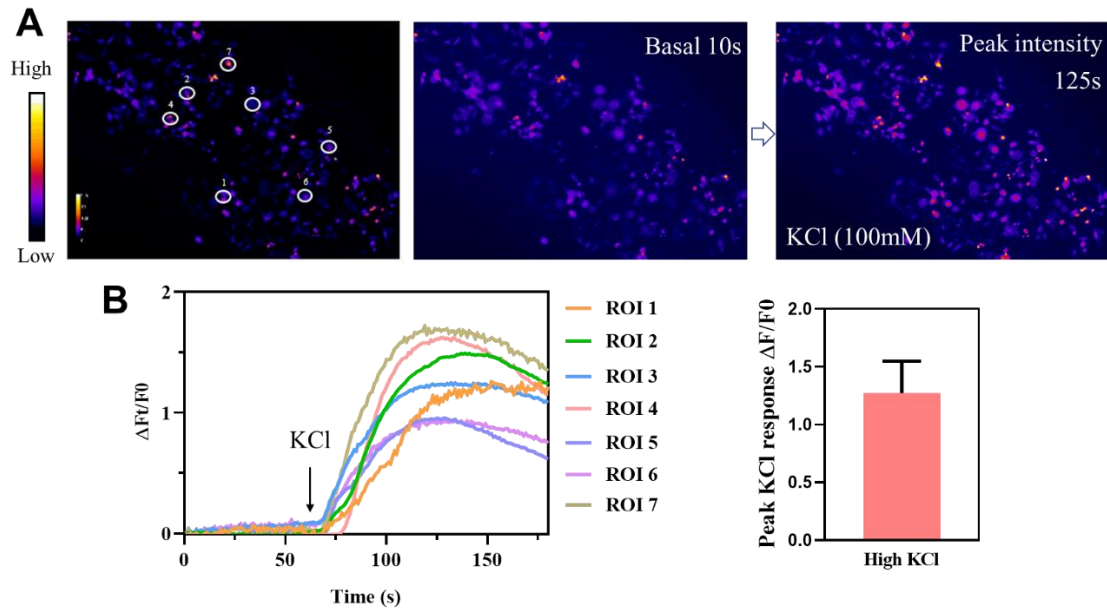 A
High
Low
7
2
3
4
5
1
6
Basal 10s
Peak intensity
125s
KCl (100mM)
B
ΔFt/F0
2
1
0
KCl
0
50
100
150
Time (s)
ROI 1
ROI 2
ROI 3
ROI 4
ROI 5
ROI 6
ROI 7
Peak KCl response ΔF/F0
2.0
1.5
1.0
0.5
0.0
High KCl